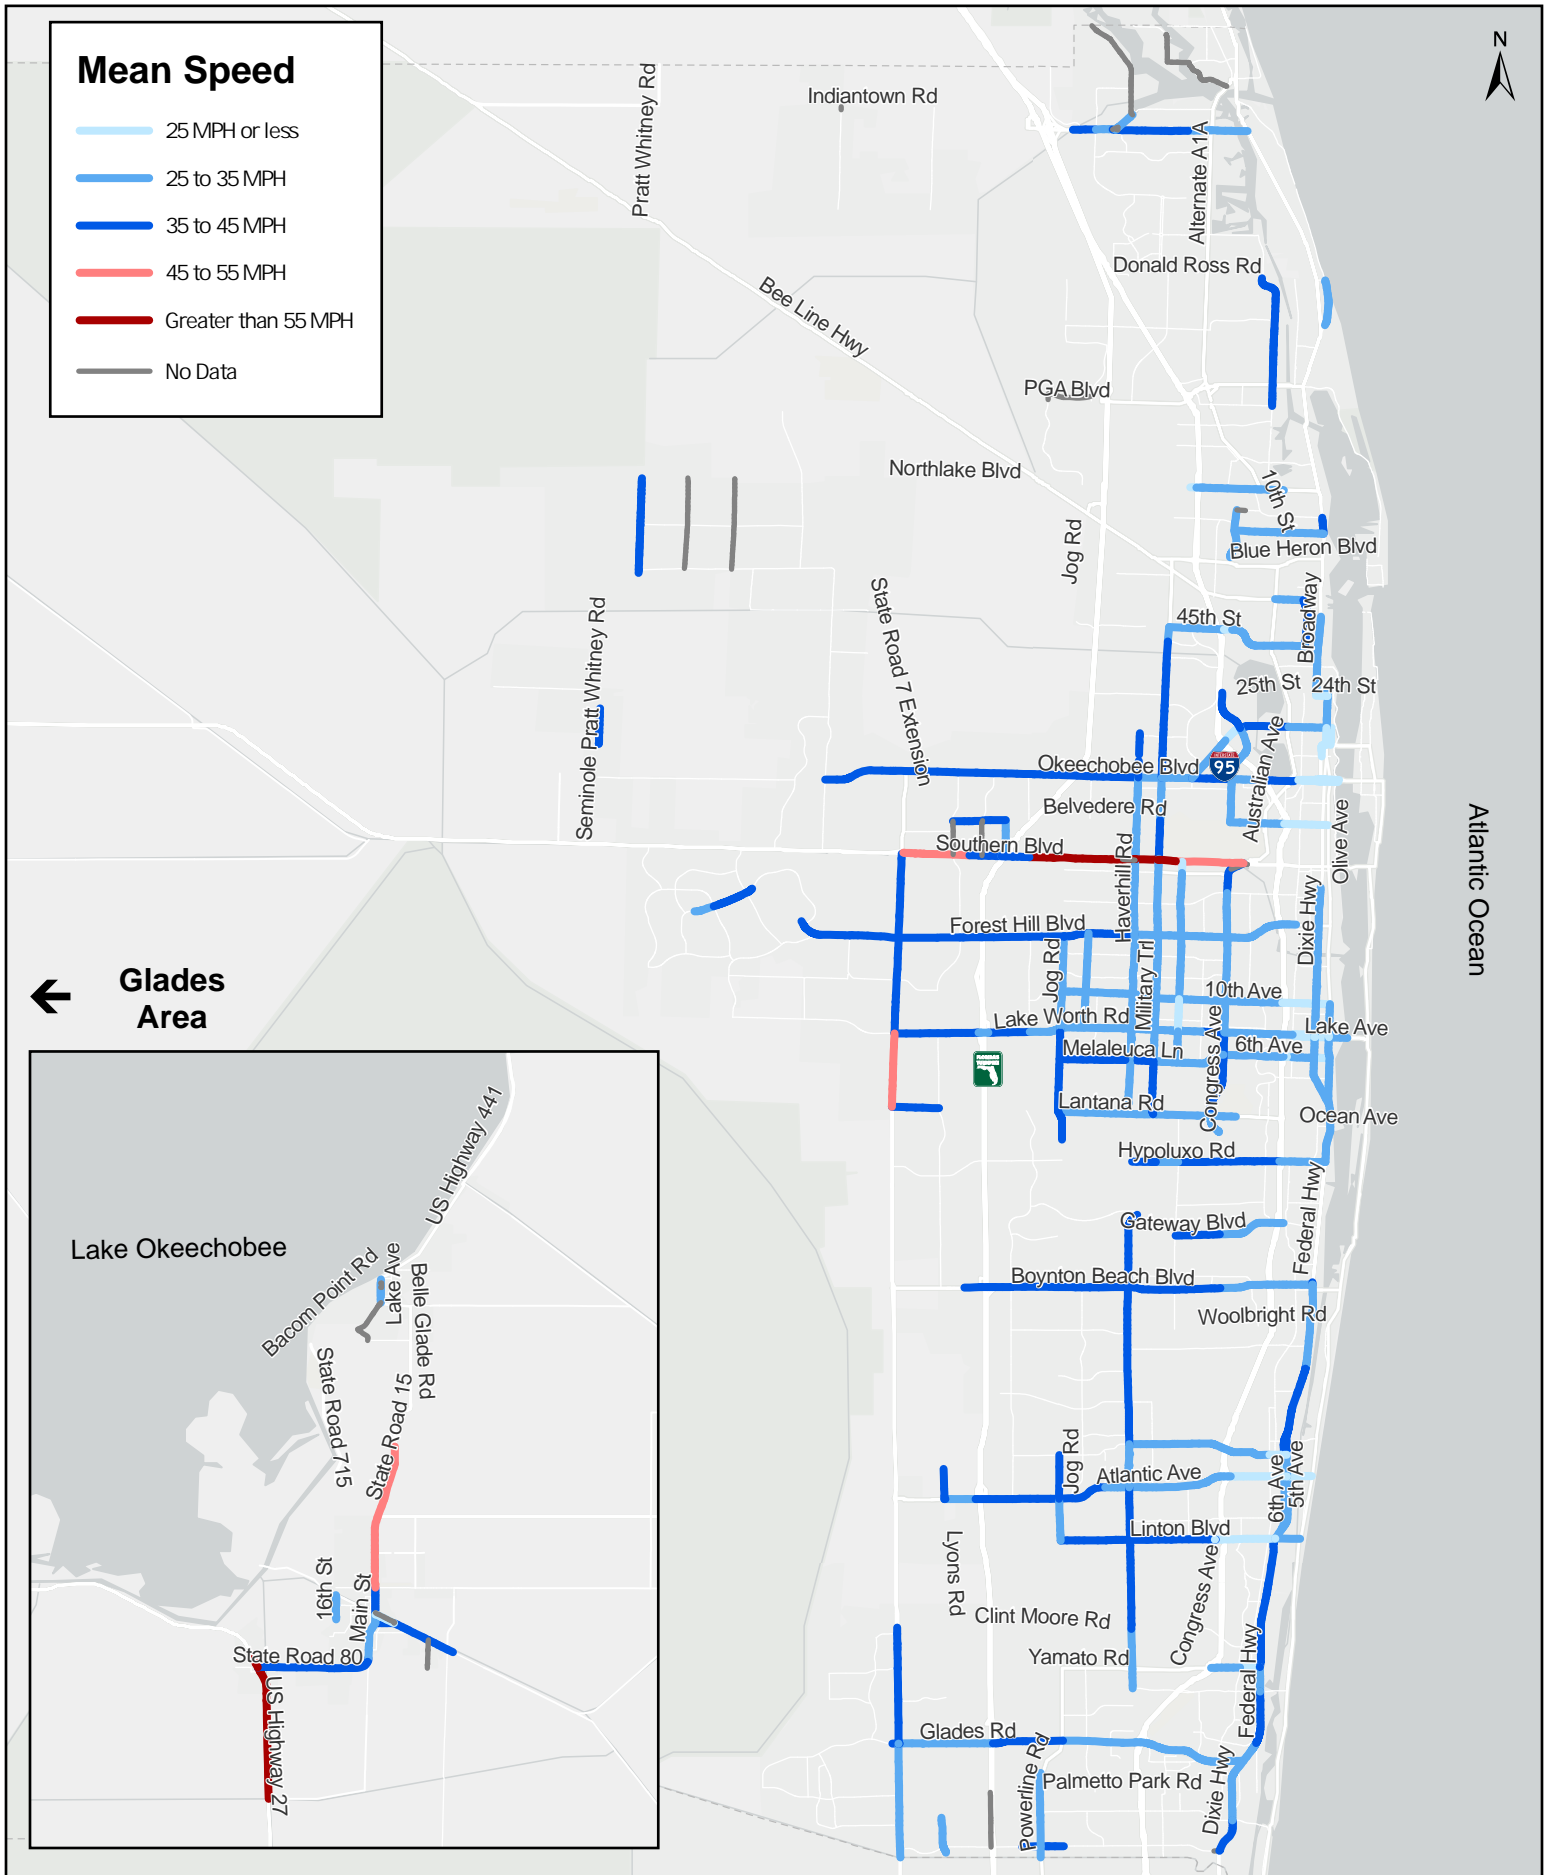 Mean Speed
25 MPH or less
25 to 35 MPH
35 to 45 MPH
45 to 55 MPH
Greater than 55 MPH
No Data
N
Indiantown Rd
Pratt Whitney Rd
Alternate A1A
Donald Ross Rd
Bee Line Hwy
PGA Blvd
Northlake Blvd
10th St
Jog Rd
Blue Heron Blvd
State Road 7 Extension
Seminole Pratt Whitney Rd
Broadway
45th St
25th St
24th St
Australian Ave
Okeechobee Blvd
95
Belvedere Rd
Olive Ave
Atlantic Ocean
Southern Blvd
Haverhill Rd
Dixie Hwy
Forest Hill Blvd
Jog Rd
Military Trl
10th Ave
Lake Worth Rd
Lake Ave
Congress Ave
6th Ave
Melaleuca Ln
Lantana Rd
Ocean Ave
Hypoluxo Rd
Federal Hwy
Gateway Blvd
Boynton Beach Blvd
Woolbright Rd
Jog Rd
Atlantic Ave
6th Ave
5th Ave
Linton Blvd
Lyons Rd
Congress Ave
Clint Moore Rd
Yamato Rd
Federal Hwy
Glades Rd
Powerline Rd
Palmetto Park Rd
Dixie Hwy
Glades
Area
US Highway 441
Lake Okeechobee
Bacom Point Rd
Lake Ave
Belle Glade Rd
State Road 715
State Road 15
16th St
Main St
State Road 80
US Highway 27